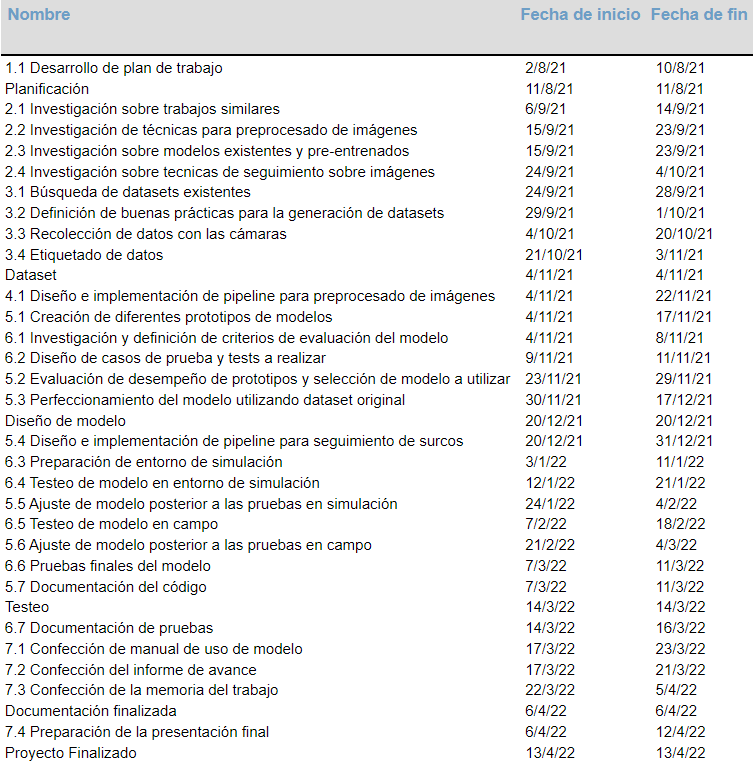 Nombre Fecha de inicio Fecha de fin
1.1 Desarrollo de plan de trabajo 2/8/21 10/8/21
Planificación 11/8/21 11/8/21
2.1 Investigación sobre trabajos similares 6/9/21 14/9/21
2.2 Investigación de técnicas para preprocesado de imágenes 15/9/21 23/9/21
2.3 Investigación sobre modelos existentes y pre-entrenados 15/9/21 23/9/21
2.4 Investigación sobre tecnicas de seguimiento sobre imágenes 24/9/21 4/10/21
3.1 Búsqueda de datasets existentes 24/9/21 28/9/21
3.2 Definición de buenas prácticas para la generación de datasets 29/9/21 1/10/21
3.3 Recolección de datos con las cámaras 4/10/21 20/10/21
3.4 Etiquetado de datos 21/10/21 3/11/21
Dataset 4/11/21 4/11/21
4.1 Diseño e implementación de pipeline para preprocesado de imágenes 4/11/21 22/11/21
5.1 Creación de diferentes prototipos de modelos 4/11/21 17/11/21
6.1 Investigación y definición de criterios de evaluación del modelo 4/11/21 8/11/21
6.2 Diseño de casos de prueba y tests a realizar 9/11/21 11/11/21
5.2 Evaluación de desempeño de prototipos y selección de modelo a utilizar 23/11/21 29/11/21
5.3 Perfeccionamiento del modelo utilizando dataset original 30/11/21 17/12/21
Diseño de modelo 20/12/21 20/12/21
5.4 Diseño e implementación de pipeline para seguimiento de surcos 20/12/21 31/12/21
6.3 Preparación de entorno de simulación 3/1/22 11/1/22
6.4 Testeo de modelo en entorno de simulación 12/1/22 21/1/22
5.5 Ajuste de modelo posterior a las pruebas en simulación 24/1/22 4/2/22
6.5 Testeo de modelo en campo 7/2/22 18/2/22
5.6 Ajuste de modelo posterior a las pruebas en campo 21/2/22 4/3/22
6.6 Pruebas finales del modelo 7/3/22 11/3/22
5.7 Documentación del código 7/3/22 11/3/22
Testeo 14/3/22 14/3/22
6.7 Documentación de pruebas 14/3/22 16/3/22
7.1 Confección de manual de uso de modelo 17/3/22 23/3/22
7.2 Confección del informe de avance 17/3/22 21/3/22
7.3 Confección de la memoria del trabajo 22/3/22 5/4/22
Documentación finalizada 6/4/22 6/4/22
7.4 Preparación de la presentación final 6/4/22 12/4/22
Proyecto Finalizado 13/4/22 13/4/22